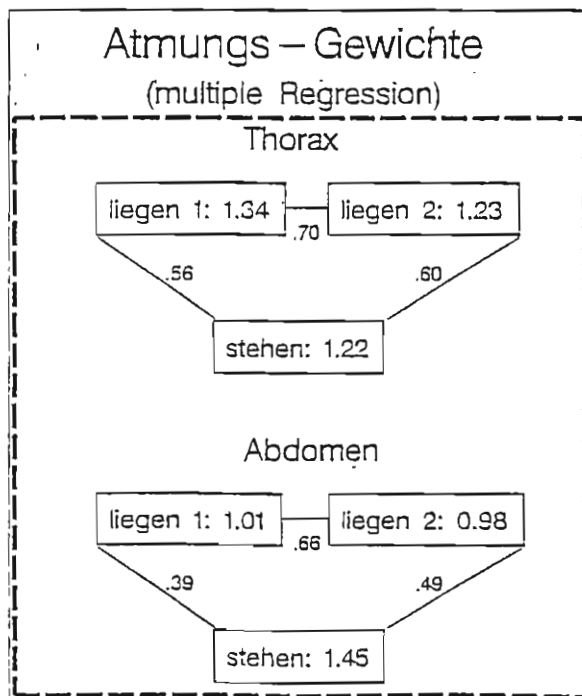 Atmungs – Gewichte
(multiple Regression)
Thorax
liegen 1: 1.34
.70
liegen 2: 1.23
.56
.60
stehen: 1.22
Abdomen
liegen 1: 1.01
.66
liegen 2: 0.98
.39
.49
stehen: 1.45